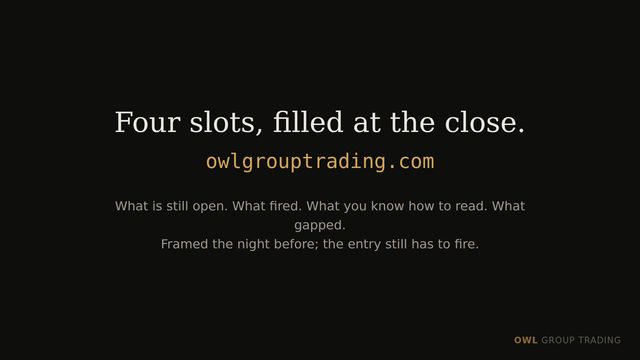 Four slots, filled at the close.
owlgrouptrading.com
What is still open. What fired. What you know how to read. What
gapped.
Framed the night before; the entry still has to fire.
OWL GROUP TRADING